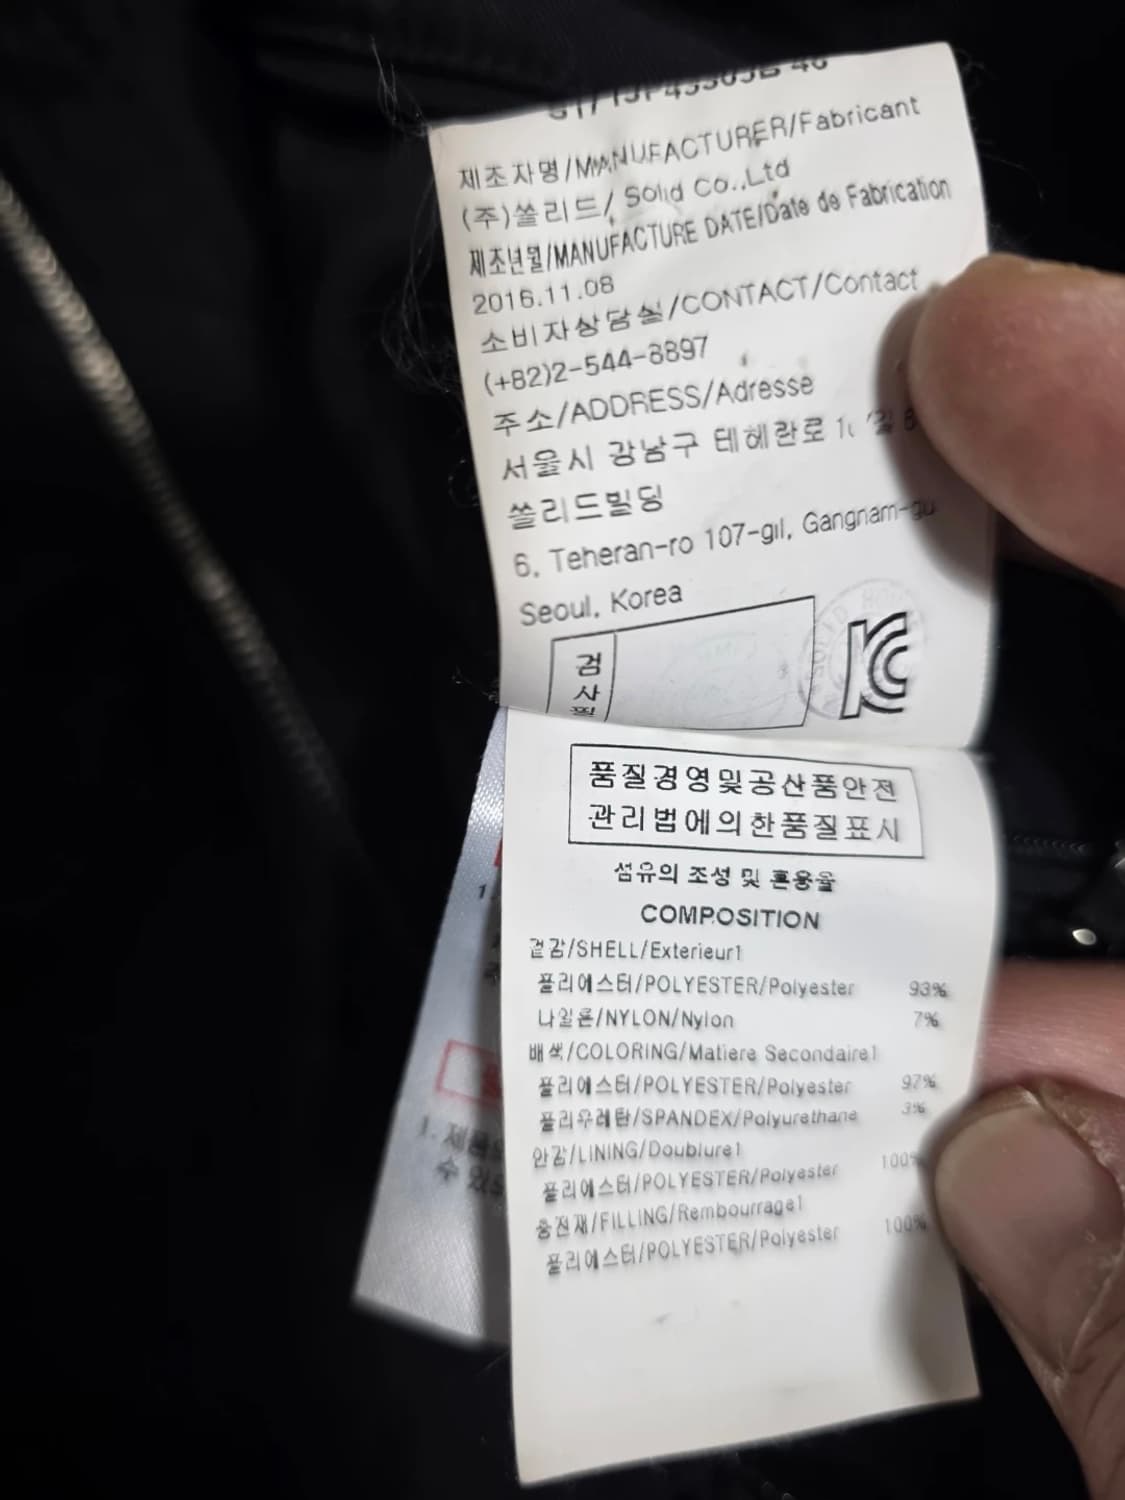 제조자명/MANUFACTURER/Fabricant
(주)쏠리드/ Solid Co.,Ltd
제조년월/MANUFACTURE DATE/Date de Fabrication
2016.11.08
소비자상담실/CONTACT/Contact
(+82)2-544-8897
주소/ADDRESS/Adresse
서울시 강남구 테헤란로
쏠리드빌딩
6, Teheran-ro 107-gil, Gangnam-gu
Seoul, Korea
검
사
필
KC
품질경영및공산품안전
관리법에의한품질표시
섬유의 조성 및 혼용율
COMPOSITION
겉감/SHELL/Exterieur1
폴리에스터/POLYESTER/Polyester 93%
나일론/NYLON/Nylon 7%
배색/COLORING/Matiere Secondaire1
폴리에스터/POLYESTER/Polyester 97%
폴리우레탄/SPANDEX/Polyurethane 3%
안감/LINING/Doublure1
폴리에스터/POLYESTER/Polyester 100%
충전재/FILLING/Rembourrage1
폴리에스터/POLYESTER/Polyester 100%